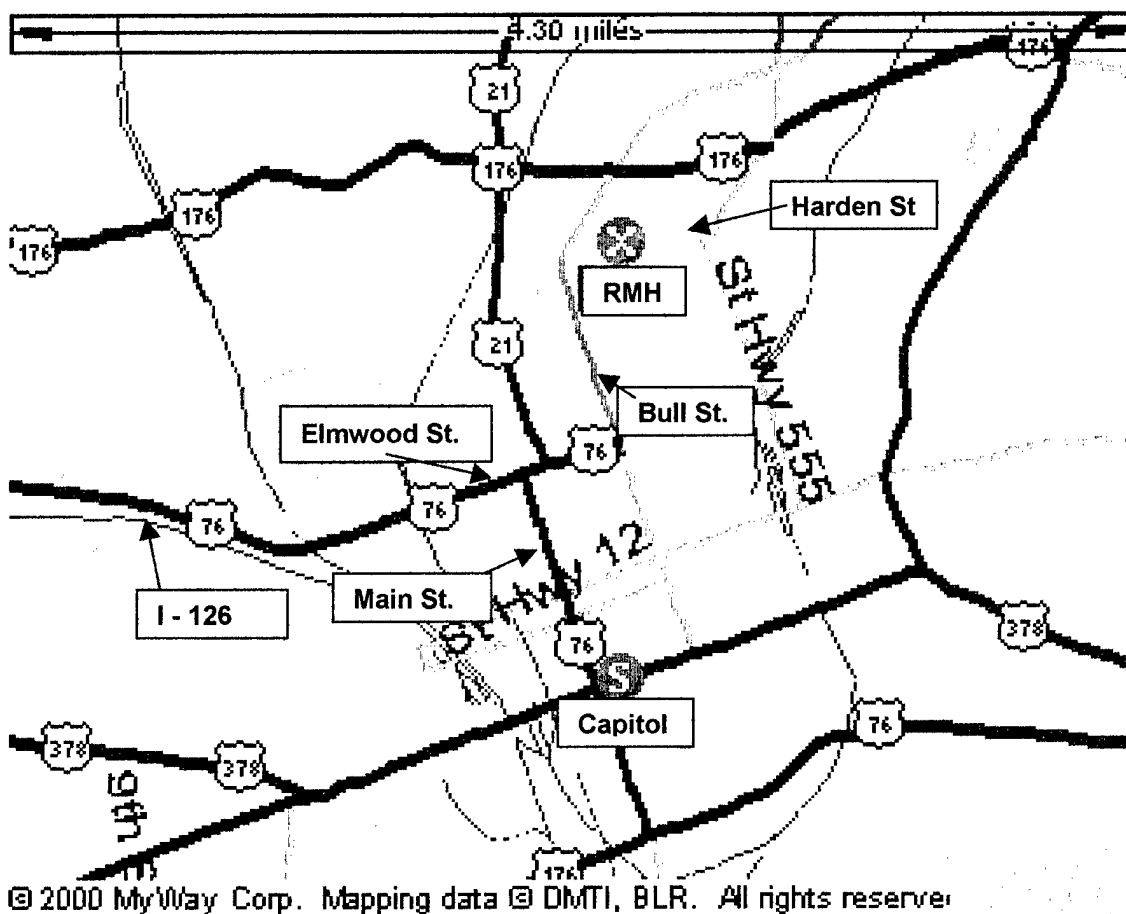 4.30 miles
176
21
176
176
176
176
Harden St
RMH
St Hwy 555
21
Bull St.
Elmwood St.
76
76
76
I - 126
Main St.
St Hwy 12
76
378
S
Capitol
76
378
378
9th
176
© 2000 MyWay Corp. Mapping data © DMTI, BLR. All rights reserve